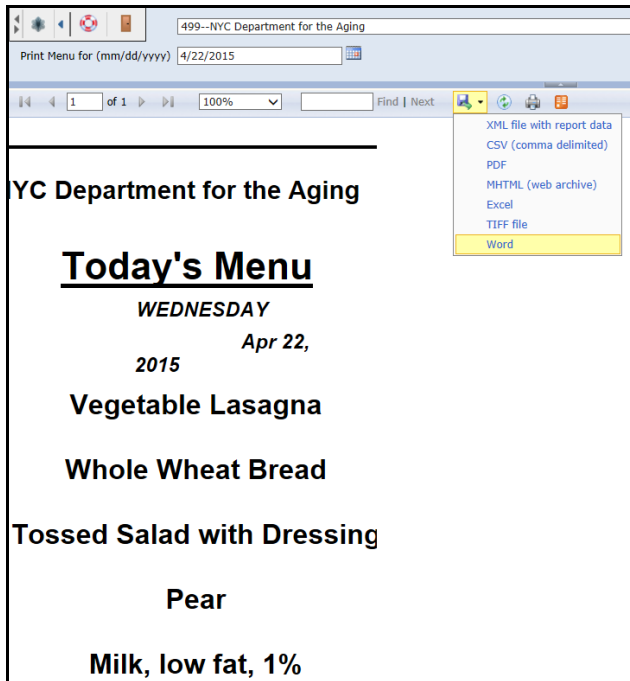 499--NYC Department for the Aging
Print Menu for (mm/dd/yyyy) 4/22/2015
1 of 1 100% Find | Next
XML file with report data
CSV (comma delimited)
PDF
MHTML (web archive)
Excel
TIFF file
Word
YC Department for the Aging
Today's Menu
WEDNESDAY
Apr 22,
2015
Vegetable Lasagna
Whole Wheat Bread
Tossed Salad with Dressing
Pear
Milk, low fat, 1%